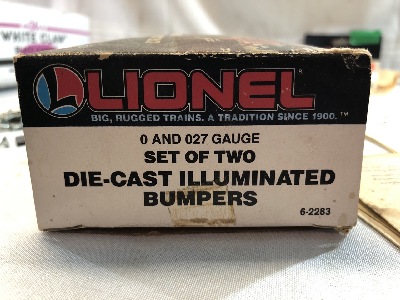 WHITE CLAW
LIONEL
BIG, RUGGED TRAINS. A TRADITION SINCE 1900.™
0 AND 027 GAUGE
SET OF TWO
DIE-CAST ILLUMINATED
BUMPERS
6-2283